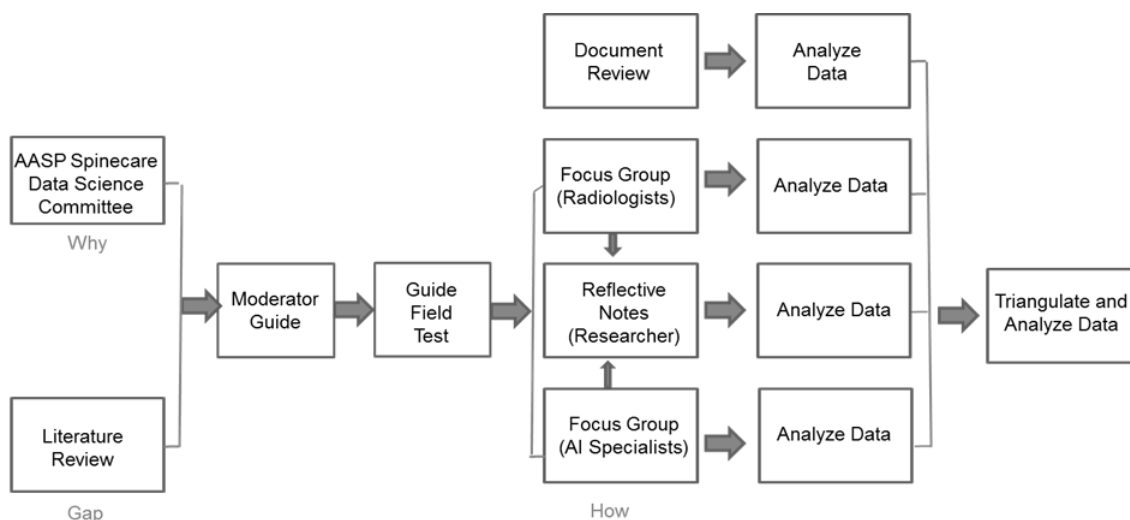 AASP Spinecare
Data Science
Committee
Why
Literature
Review
Gap
Moderator
Guide
Guide
Field
Test
Document
Review
Analyze
Data
Focus Group
(Radiologists)
Analyze Data
Reflective
Notes
(Researcher)
Analyze Data
Focus Group
(AI Specialists)
Analyze Data
How
Triangulate and
Analyze Data